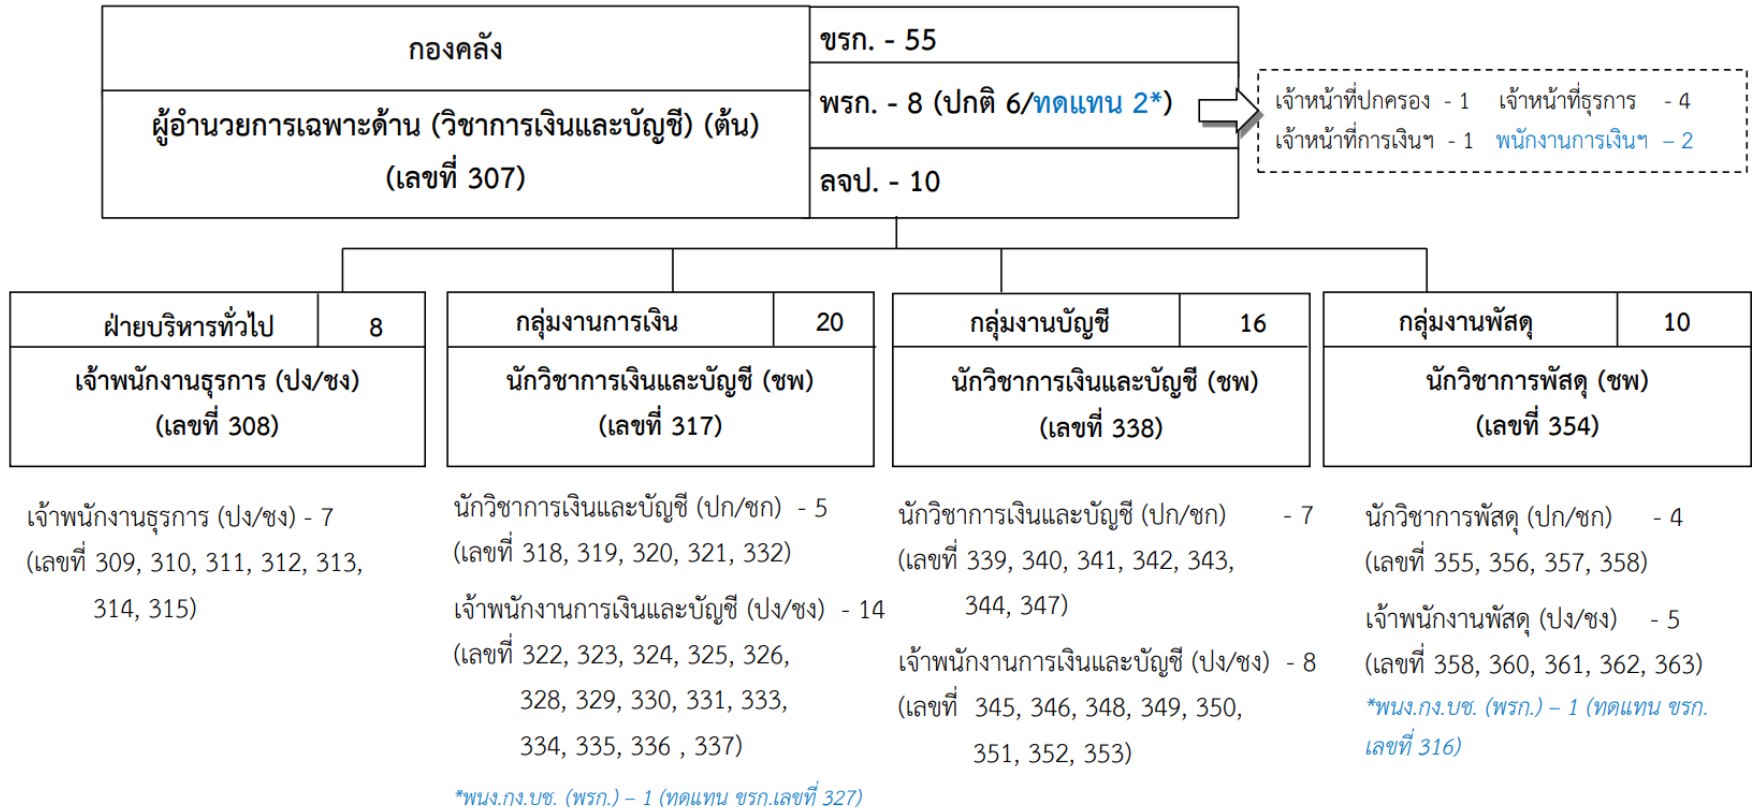 กองคลัง
ผู้อำนวยการเฉพาะด้าน (วิชาการเงินและบัญชี) (ต้น)
(เลขที่ 307)
ขรก. - 55
พรก. - 8 (ปกติ 6/ทดแทน 2*)
ลจป. - 10
เจ้าหน้าที่ปกครอง - 1 เจ้าหน้าที่ธุรการ - 4
เจ้าหน้าที่การเงินฯ - 1 พนักงานการเงินฯ – 2
ฝ่ายบริหารทั่วไป 8
เจ้าพนักงานธุรการ (ปง/ชง)
(เลขที่ 308)
เจ้าพนักงานธุรการ (ปง/ชง) - 7
(เลขที่ 309, 310, 311, 312, 313,
314, 315)
กลุ่มงานการเงิน 20
นักวิชาการเงินและบัญชี (ชพ)
(เลขที่ 317)
นักวิชาการเงินและบัญชี (ปก/ชก) - 5
(เลขที่ 318, 319, 320, 321, 332)
เจ้าพนักงานการเงินและบัญชี (ปง/ชง) - 14
(เลขที่ 322, 323, 324, 325, 326,
328, 329, 330, 331, 333,
334, 335, 336 , 337)
*พนง.กง.บช. (พรก.) – 1 (ทดแทน ขรก.เลขที่ 327)
กลุ่มงานบัญชี 16
นักวิชาการเงินและบัญชี (ชพ)
(เลขที่ 338)
นักวิชาการเงินและบัญชี (ปก/ชก) - 7
(เลขที่ 339, 340, 341, 342, 343,
344, 347)
เจ้าพนักงานการเงินและบัญชี (ปง/ชง) - 8
(เลขที่ 345, 346, 348, 349, 350,
351, 352, 353)
กลุ่มงานพัสดุ 10
นักวิชาการพัสดุ (ชพ)
(เลขที่ 354)
นักวิชาการพัสดุ (ปก/ชก) - 4
(เลขที่ 355, 356, 357, 358)
เจ้าพนักงานพัสดุ (ปง/ชง) - 5
(เลขที่ 358, 360, 361, 362, 363)
*พนง.กง.บช. (พรก.) – 1 (ทดแทน ขรก.
เลขที่ 316)